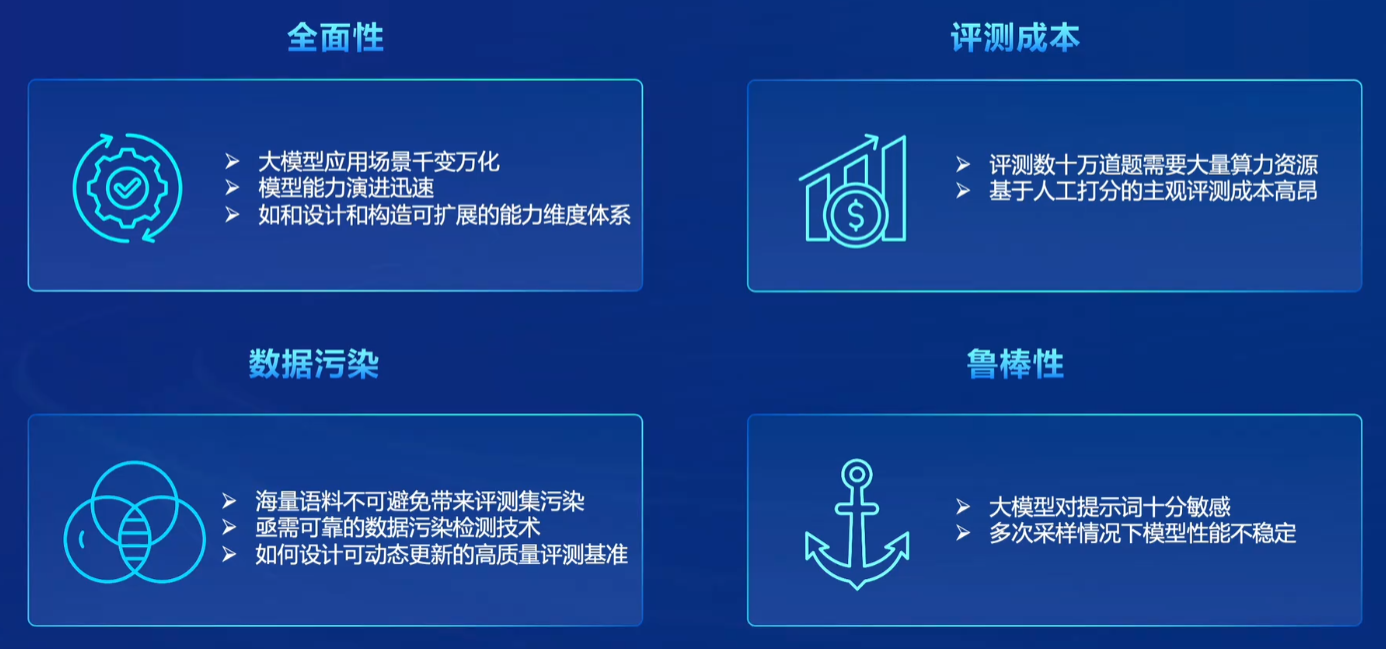 全面性
大模型应用场景千变万化
模型能力演进迅速
如和设计和构造可扩展的能力维度体系
评测成本
$
评测数十万道题需要大量算力资源
基于人工打分的主观评测成本高昂
数据污染
海量语料不可避免带来评测集污染
亟需可靠的数据污染检测技术
如何设计可动态更新的高质量评测基准
鲁棒性
大模型对提示词十分敏感
多次采样情况下模型性能不稳定